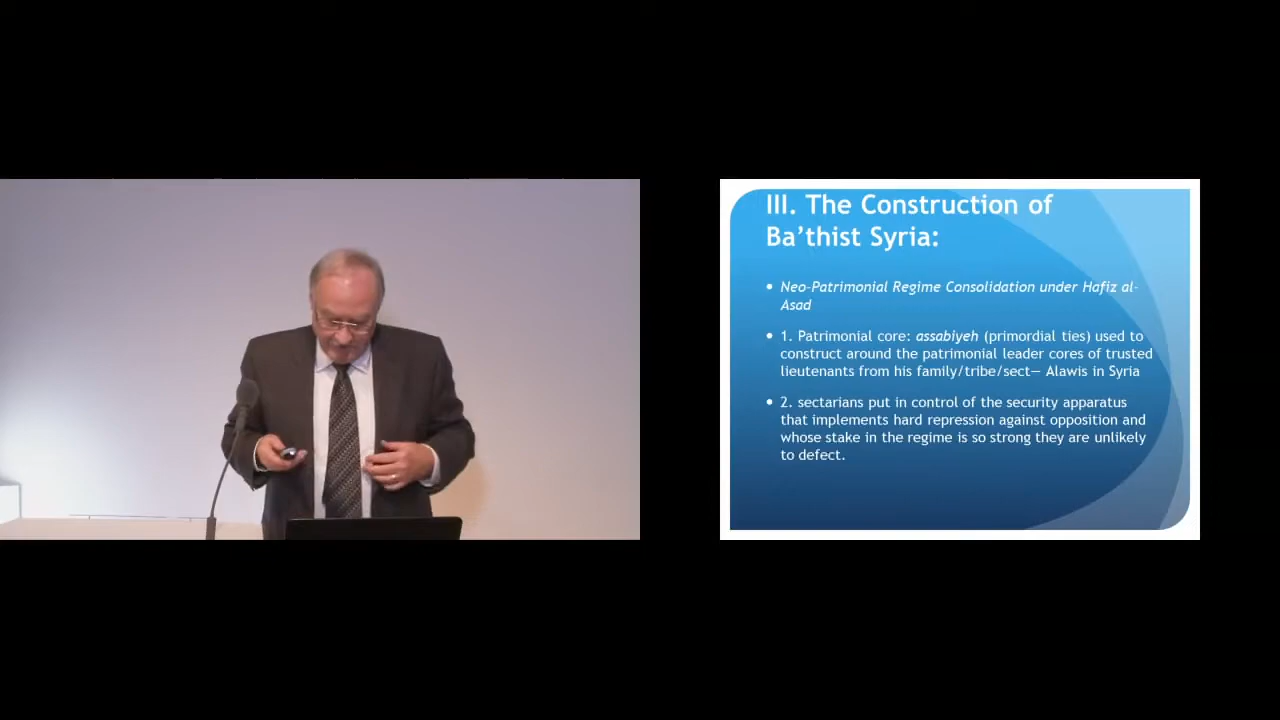 III. The Construction of
Ba’thist Syria:
• Neo-Patrimonial Regime Consolidation under Hafiz al-
Asad
• 1. Patrimonial core: assabiyeh (primordial ties) used to
construct around the patrimonial leader cores of trusted
lieutenants from his family/tribe/sect— Alawis in Syria
• 2. sectarians put in control of the security apparatus
that implements hard repression against opposition and
whose stake in the regime is so strong they are unlikely
to defect.